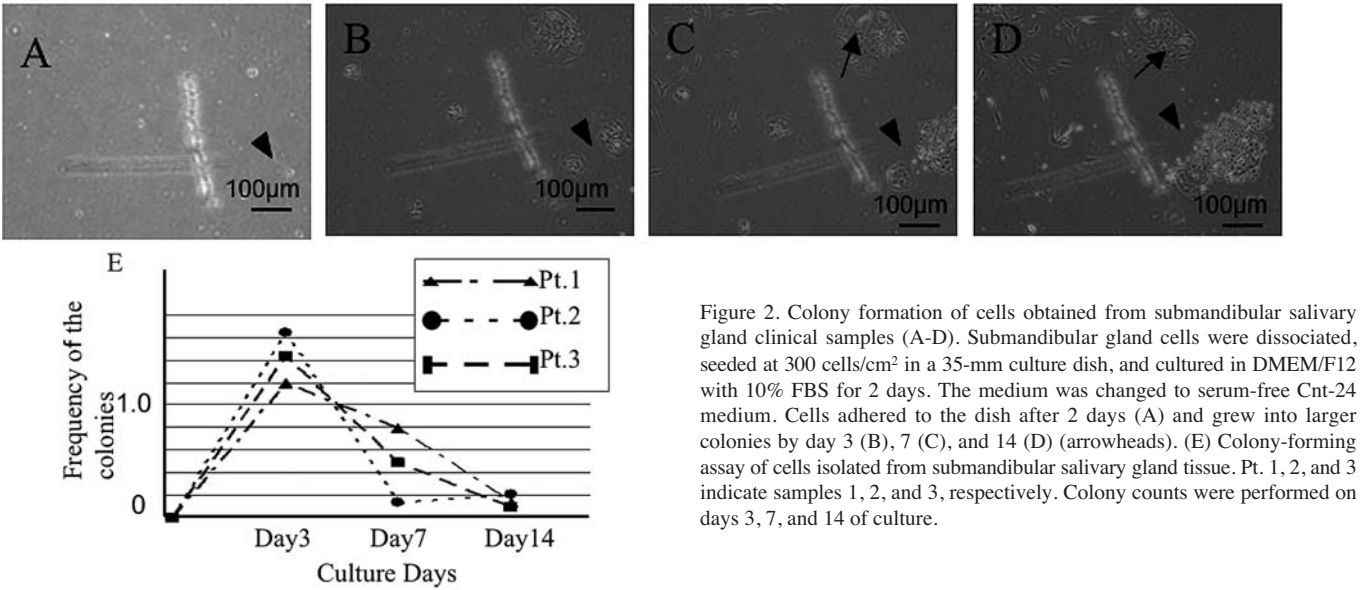 A
B
C
D
100μm
100μm
100μm
100μm
E
Pt.1
Pt.2
Pt.3
Frequency of the
colonies
1.0
0
Day3
Day7
Day14
Culture Days
Figure 2. Colony formation of cells obtained from submandibular salivary
gland clinical samples (A-D). Submandibular gland cells were dissociated,
seeded at 300 cells/cm² in a 35-mm culture dish, and cultured in DMEM/F12
with 10% FBS for 2 days. The medium was changed to serum-free Cnt-24
medium. Cells adhered to the dish after 2 days (A) and grew into larger
colonies by day 3 (B), 7 (C), and 14 (D) (arrowheads). (E) Colony-forming
assay of cells isolated from submandibular salivary gland tissue. Pt. 1, 2, and 3
indicate samples 1, 2, and 3, respectively. Colony counts were performed on
days 3, 7, and 14 of culture.